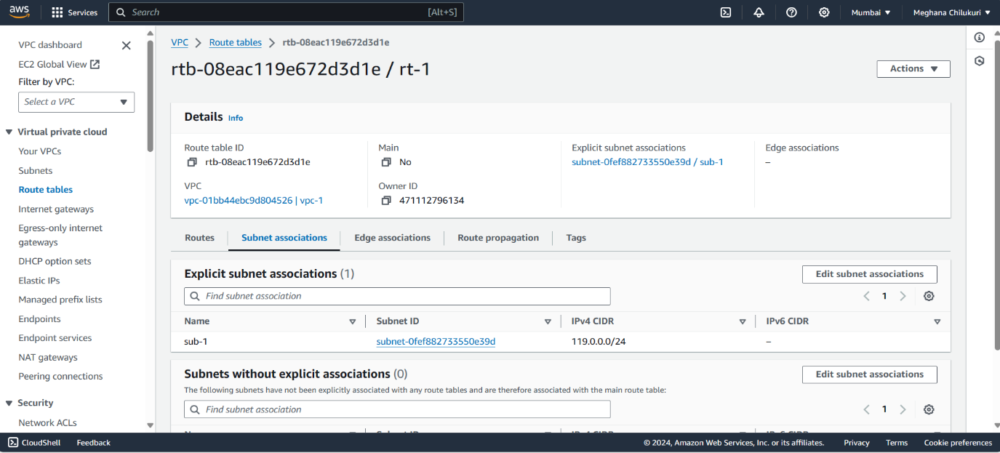 aws Services Search [Alt+S] Mumbai Meghana Chilukuri
VPC dashboard
EC2 Global View
Filter by VPC:
Select a VPC
Virtual private cloud
Your VPCs
Subnets
Route tables
Internet gateways
Egress-only internet
gateways
DHCP option sets
Elastic IPs
Managed prefix lists
Endpoints
Endpoint services
NAT gateways
Peering connections
Security
Network ACLs
VPC Route tables rtb-08eac119e672d3d1e
rtb-08eac119e672d3d1e / rt-1
Actions
Details Info
Route table ID
rtb-08eac119e672d3d1e
VPC
vpc-01bb44ebc9d804526 | vpc-1
Main
No
Owner ID
471112796134
Explicit subnet associations
subnet-0fef882733550e39d / sub-1
Edge associations
–
Routes Subnet associations Edge associations Route propagation Tags
Explicit subnet associations (1)
Edit subnet associations
Find subnet association
1
Name Subnet ID IPv4 CIDR IPv6 CIDR
sub-1 subnet-0fef882733550e39d 119.0.0.0/24 –
Subnets without explicit associations (0)
Edit subnet associations
The following subnets have not been explicitly associated with any route tables and are therefore associated with the main route table:
Find subnet association
1
CloudShell Feedback © 2024, Amazon Web Services, Inc. or its affiliates. Privacy Terms Cookie preferences